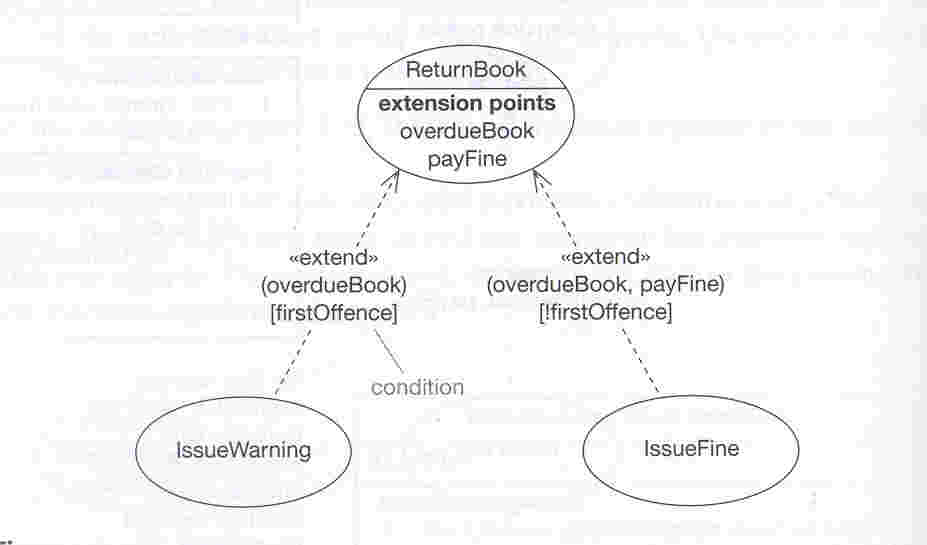 ReturnBook
extension points
overdueBook
payFine
«extend»
(overdueBook)
[firstOffence]
«extend»
(overdueBook, payFine)
[!firstOffence]
condition
IssueWarning
IssueFine